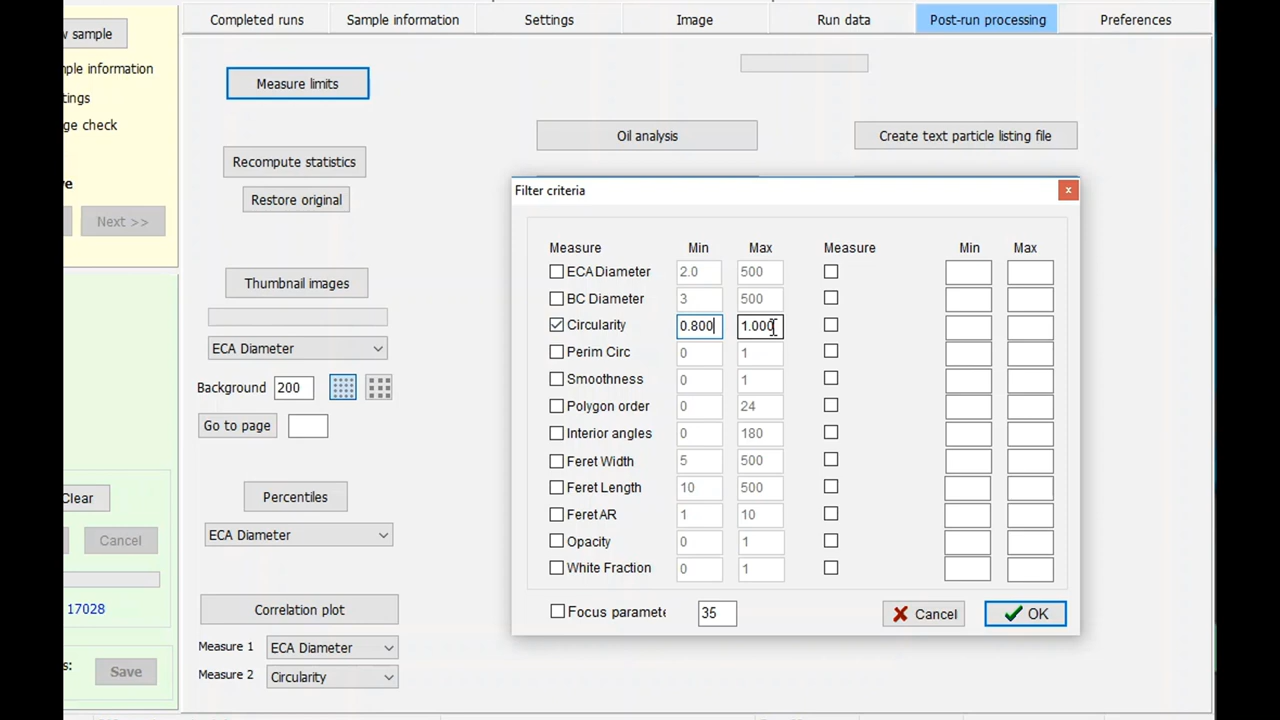 Completed runs
Sample information
Settings
Image
Run data
Post-run processing
Preferences
w sample
mple information
tings
ge check
ve
Next >>
Clear
Cancel
17028
s:
Save
Measure limits
Recompute statistics
Restore original
Thumbnail images
ECA Diameter
Background 200
Go to page
Percentiles
ECA Diameter
Correlation plot
Measure 1 ECA Diameter
Measure 2 Circularity
Oil analysis
Create text particle listing file
Filter criteria x
Measure Min Max Measure Min Max
ECA Diameter 2.0 500
BC Diameter 3 500
Circularity 0.800 1.000
Perim Circ 0 1
Smoothness 0 1
Polygon order 0 24
Interior angles 0 180
Feret Width 5 500
Feret Length 10 500
Feret AR 1 10
Opacity 0 1
White Fraction 0 1
Focus paramete 35
Cancel
OK